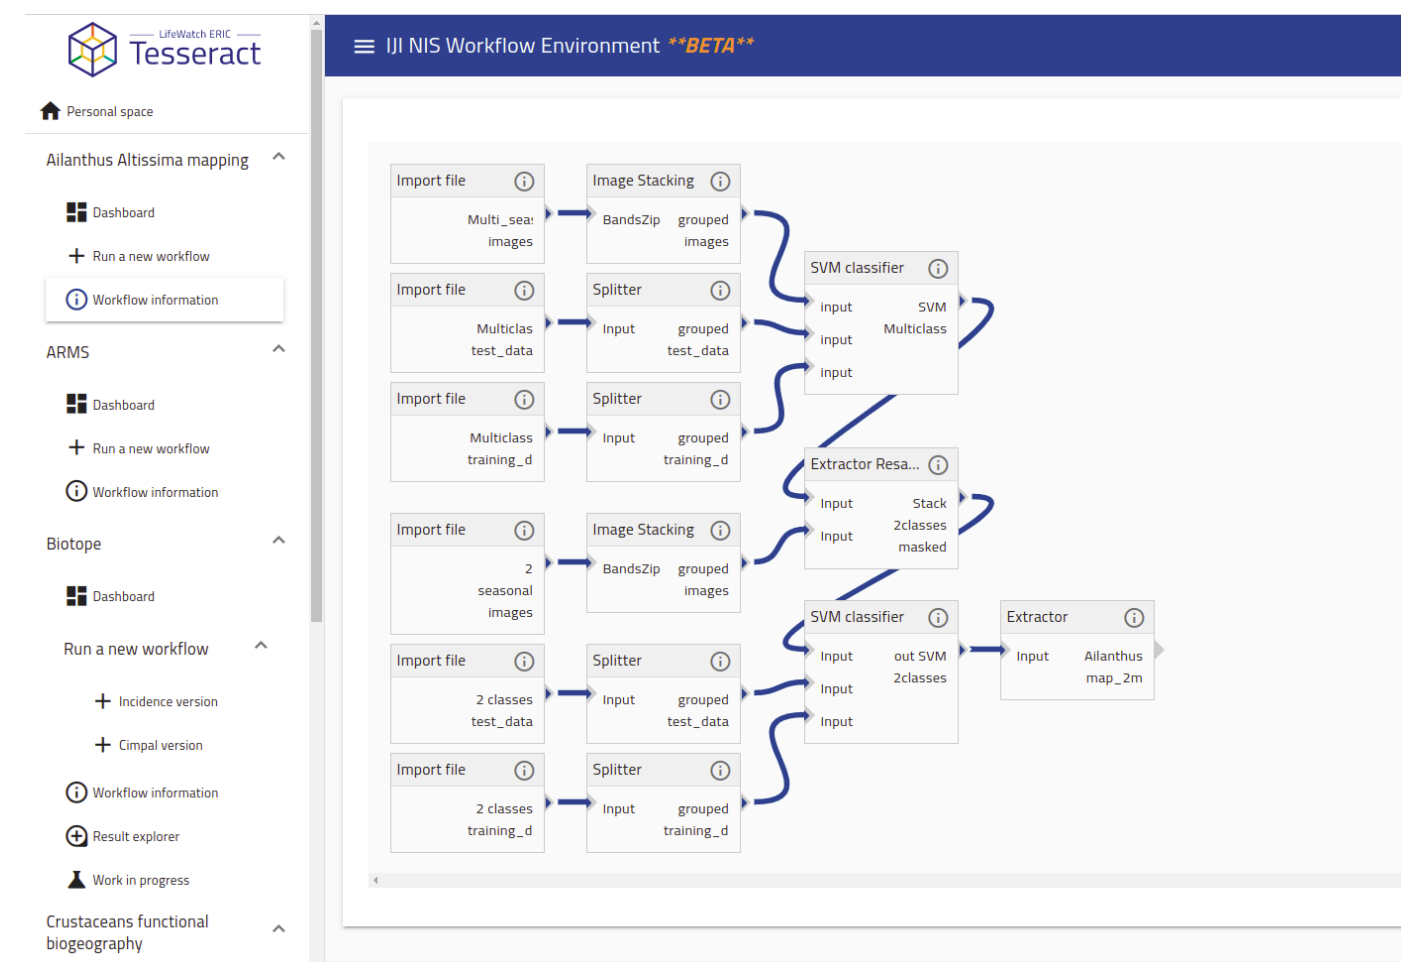 LifeWatch ERIC
Tesseract
Personal space
Ailanthus Altissima mapping
Dashboard
Run a new workflow
Workflow information
ARMS
Dashboard
Run a new workflow
Workflow information
Biotope
Dashboard
Run a new workflow
Incidence version
Cimpal version
Workflow information
Result explorer
Work in progress
Crustaceans functional
biogeography
IJI NIS Workflow Environment **BETA**
Import file
Multi_sea
images
Image Stacking
BandsZip grouped
images
Import file
Multiclas
test_data
Splitter
Input grouped
test_data
Import file
Multiclass
training_d
Splitter
Input grouped
training_d
SVM classifier
input SVM
Multiclass
input
input
Import file
2
seasonal
images
Image Stacking
BandsZip grouped
images
Extractor Resa...
Input Stack
2classes
Input
masked
Import file
2 classes
test_data
Splitter
Input grouped
test_data
Import file
2 classes
training_d
Splitter
Input grouped
training_d
SVM classifier
Input out SVM
2classes
Input
Input
Extractor
Input Ailanthus
map_2m